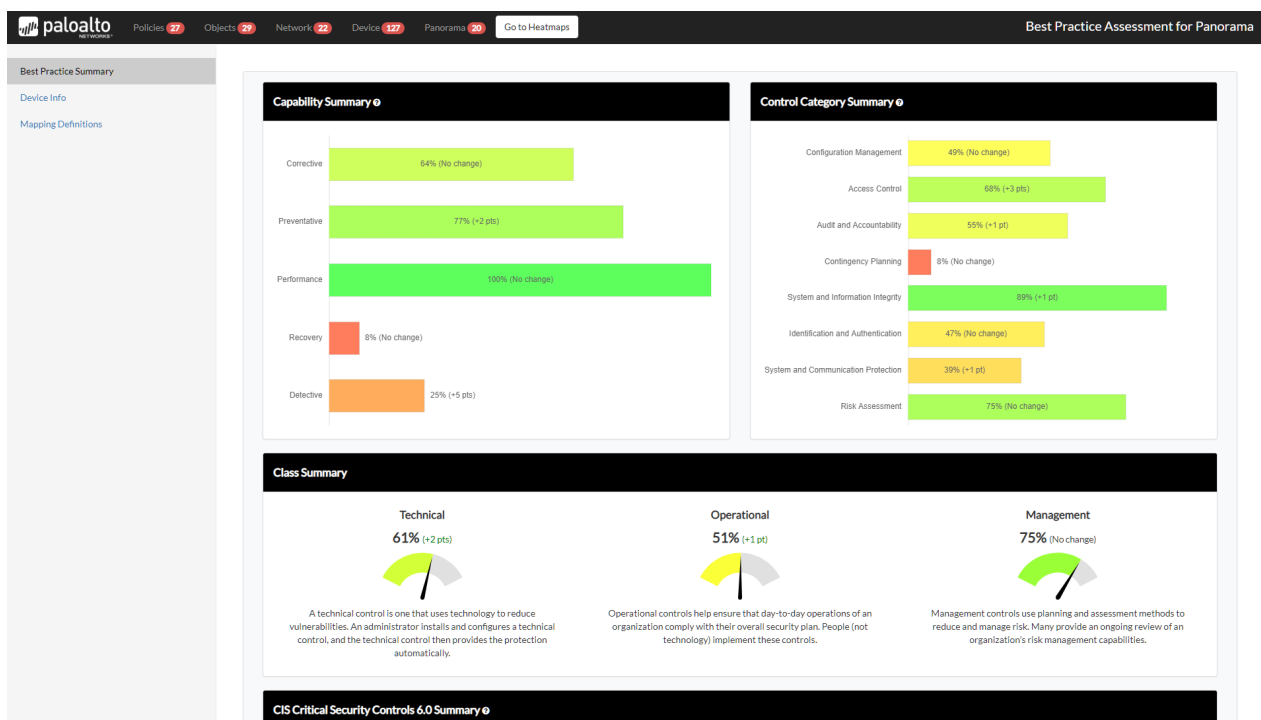 paloalto
NETWORKS
Policies 27
Objects 29
Network 22
Device 127
Panorama 20
Go to Heatmaps
Best Practice Assessment for Panorama
Best Practice Summary
Device Info
Mapping Definitions
Capability Summary
Corrective
64% (No change)
Preventative
77% (+2 pts)
Performance
100% (No change)
Recovery
8% (No change)
Detective
25% (+5 pts)
Control Category Summary
Configuration Management
49% (No change)
Access Control
68% (+3 pts)
Audit and Accountability
55% (+1 pt)
Contingency Planning
8% (No change)
System and Information Integrity
89% (+1 pt)
Identification and Authentication
47% (No change)
System and Communication Protection
39% (+1 pt)
Risk Assessment
75% (No change)
Class Summary
Technical
61% (+2 pts)
A technical control is one that uses technology to reduce
vulnerabilities. An administrator installs and configures a technical
control, and the technical control then provides the protection
automatically.
Operational
51% (+1 pt)
Operational controls help ensure that day-to-day operations of an
organization comply with their overall security plan. People (not
technology) implement these controls.
Management
75% (No change)
Management controls use planning and assessment methods to
reduce and manage risk. Many provide an ongoing review of an
organization's risk management capabilities.
CIS Critical Security Controls 6.0 Summary